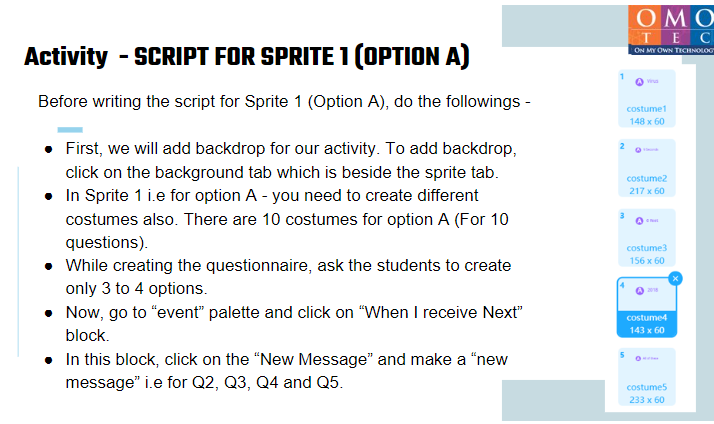 OMO
TEC
ON MY OWN TECHNOLOGY
Activity - SCRIPT FOR SPRITE 1 (OPTION A)
Before writing the script for Sprite 1 (Option A), do the followings -
● First, we will add backdrop for our activity. To add backdrop,
click on the background tab which is beside the sprite tab.
● In Sprite 1 i.e for option A - you need to create different
costumes also. There are 10 costumes for option A (For 10
questions).
● While creating the questionnaire, ask the students to create
only 3 to 4 options.
● Now, go to “event” palette and click on “When I receive Next”
block.
● In this block, click on the “New Message” and make a “new
message” i.e for Q2, Q3, Q4 and Q5.
1
A
costume1
148 x 60
2
A
costume2
217 x 60
3
A
costume3
156 x 60
4
A 2018
costume4
143 x 60
5
A
costume5
233 x 60